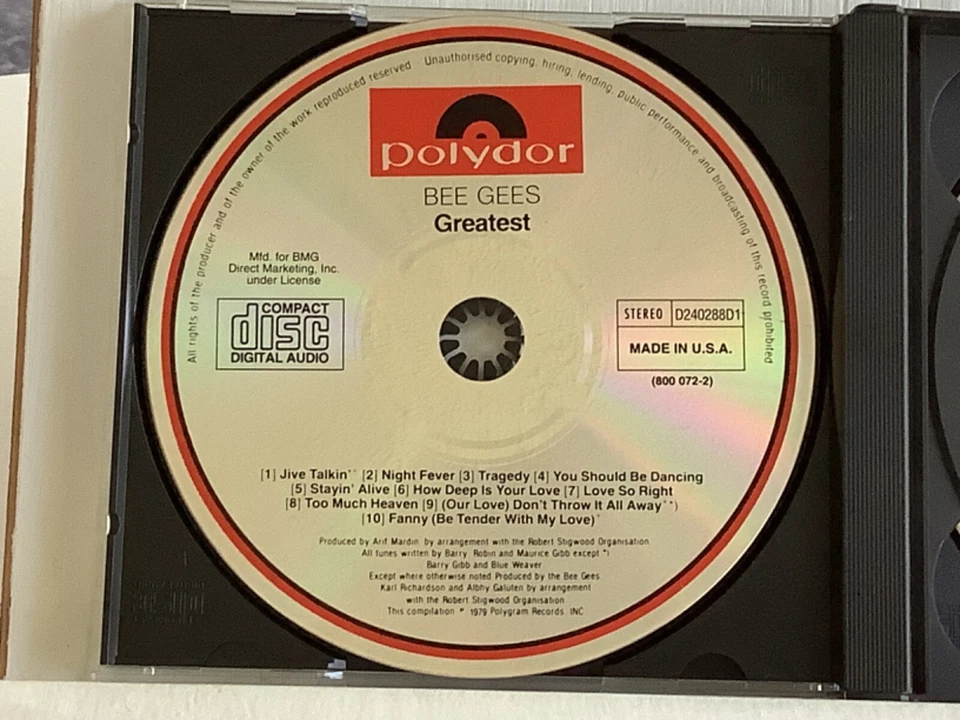 All rights of the producer and of the owner of the work reproduced reserved Unauthorised copying, hiring, lending, public performance and broadcasting of this record prohibited
polydor
BEE GEES
Greatest
Mfd. for BMG
Direct Marketing, Inc.
under License
COMPACT
disc
DIGITAL AUDIO
STEREO D240288D1
MADE IN U.S.A.
(800 072-2)
[1] Jive Talkin'** [2] Night Fever [3] Tragedy [4] You Should Be Dancing
[5] Stayin' Alive [6] How Deep Is Your Love [7] Love So Right
[8] Too Much Heaven [9] (Our Love) Don't Throw It All Away**)
[10] Fanny (Be Tender With My Love)*
Produced by Arif Mardin, by arrangement with the Robert Stigwood Organisation
All tunes written by Barry, Robin and Maurice Gibb except *)
Barry Gibb and Blue Weaver
Except where otherwise noted Produced by the Bee Gees.
Karl Richardson and Albhy Galuten by arrangement
with the Robert Stigwood Organisation
This compilation ℗ 1979 Polygram Records. INC